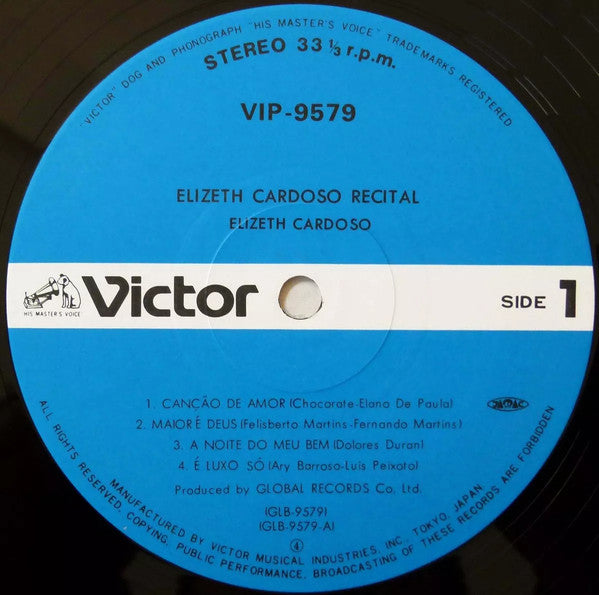 "VICTOR" DOG AND PHONOGRAPH "HIS MASTER'S VOICE" TRADEMARKS REGISTERED
STEREO 33 1/3 r.p.m.
VIP-9579
ELIZETH CARDOSO RECITAL
ELIZETH CARDOSO
HIS MASTER'S VOICE
Victor
SIDE 1
1. CANÇÃO DE AMOR (Chocarate-Elano De Paula)
2. MAIOR É DEUS (Felisberto Martins-Fernando Martins)
3. A NOITE DO MEU BEM (Dolores Duran)
4. É LUXO SÓ (Ary Barroso-Luis Peixoto)
Produced by GLOBAL RECORDS Co, Ltd.
(GLB-9579)
(GLB-9579-A)
4
MANUFACTURED BY VICTOR MUSICAL INDUSTRIES, INC., TOKYO, JAPAN
ALL RIGHTS RESERVED. COPYING, PUBLIC PERFORMANCE, BROADCASTING OF THESE RECORDS ARE FORBIDDEN